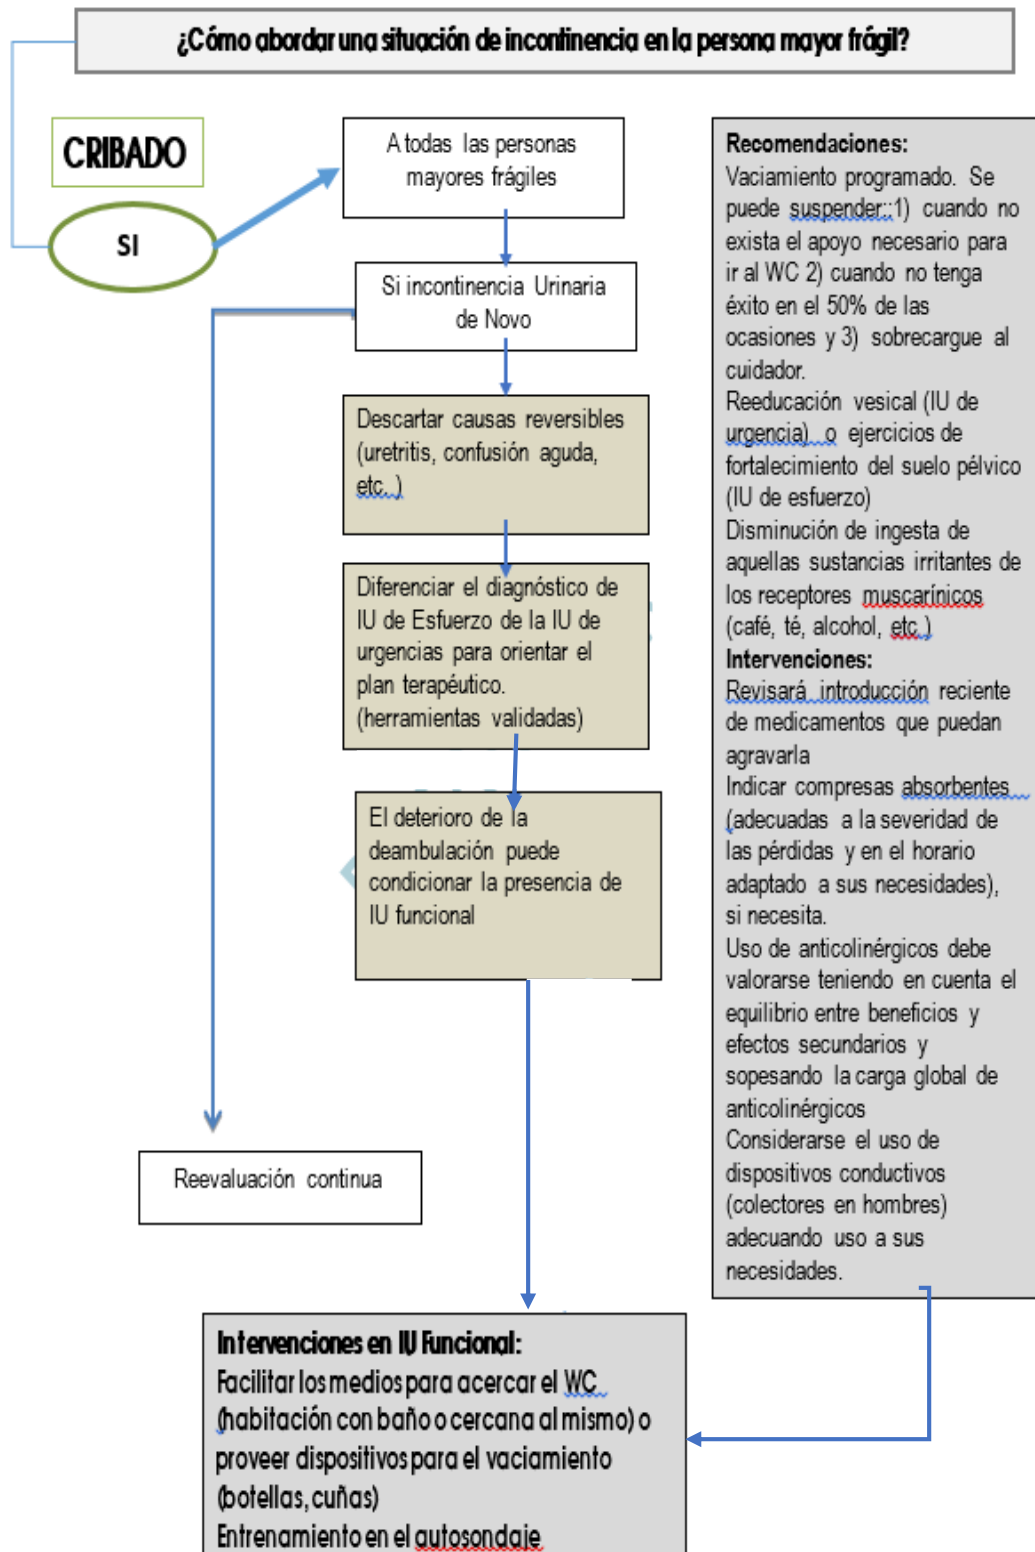 ¿Cómo abordar una situación de incontinencia en la persona mayor frágil?
CRIBADO
SI
A todas las personas
mayores frágiles
Si incontinencia Urinaria
de Novo
Descartar causas reversibles
(uretritis, confusión aguda,
etc..)
Diferenciar el diagnóstico de
IU de Esfuerzo de la IU de
urgencias para orientar el
plan terapéutico.
(herramientas validadas)
El deterioro de la
deambulación puede
condicionar la presencia de
IU funcional
Reevaluación continua
Recomendaciones:
Vaciamiento programado. Se
puede suspender::1) cuando no
exista el apoyo necesario para
ir al WC 2) cuando no tenga
éxito en el 50% de las
ocasiones y 3) sobrecargue al
cuidador.
Reeducación vesical (IU de
urgencia) o ejercicios de
fortalecimiento del suelo pélvico
(IU de esfuerzo)
Disminución de ingesta de
aquellas sustancias irritantes de
los receptores muscarínicos
(café, té, alcohol, etc.)
Intervenciones:
Revisará introducción reciente
de medicamentos que puedan
agravarla
Indicar compresas absorbentes
(adecuadas a la severidad de
las pérdidas y en el horario
adaptado a sus necesidades),
si necesita.
Uso de anticolinérgicos debe
valorarse teniendo en cuenta el
equilibrio entre beneficios y
efectos secundarios y
sopesando la carga global de
anticolinérgicos
Considerarse el uso de
dispositivos conductivos
(colectores en hombres)
adecuando uso a sus
necesidades.
Intervenciones en IU Funcional:
Facilitar los medios para acercar el WC
(habitación con baño o cercana al mismo) o
proveer dispositivos para el vaciamiento
(botellas, cuñas)
Entrenamiento en el autosondaje